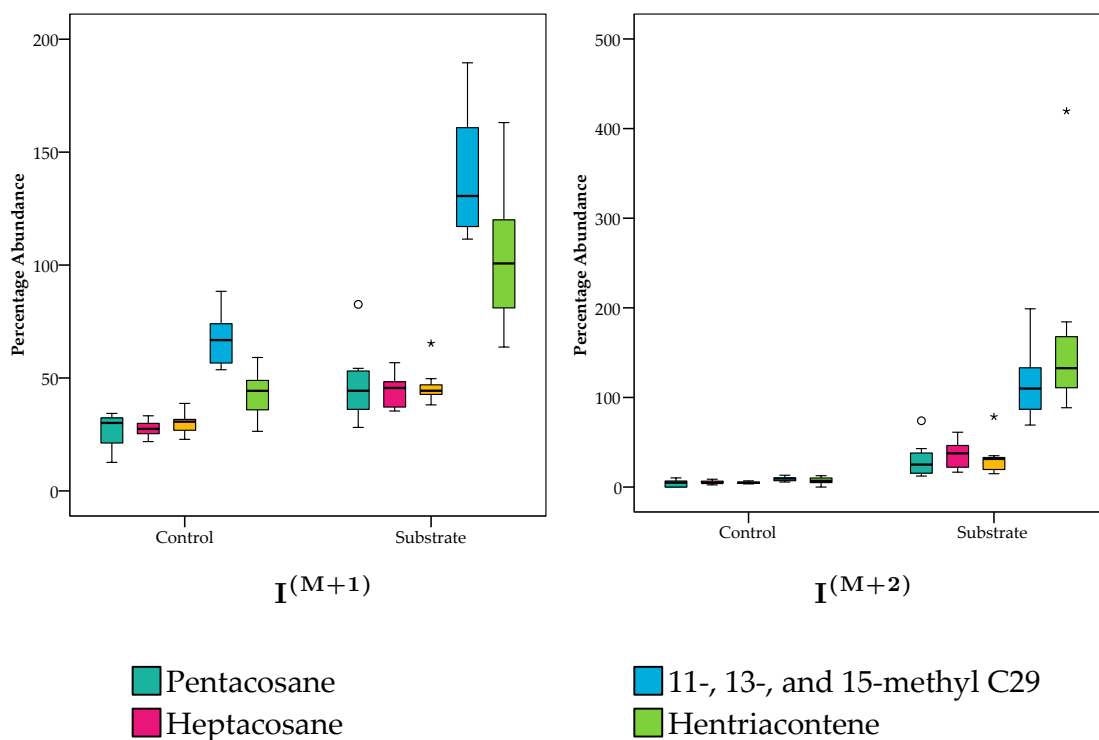 200
150
100
50
0
Percentage Abundance
Control
Substrate
I^(M+1)
500
400
300
200
100
0
Percentage Abundance
Control
Substrate
I^(M+2)
Pentacosane
Heptacosane
11-, 13-, and 15-methyl C29
Hentriacontene